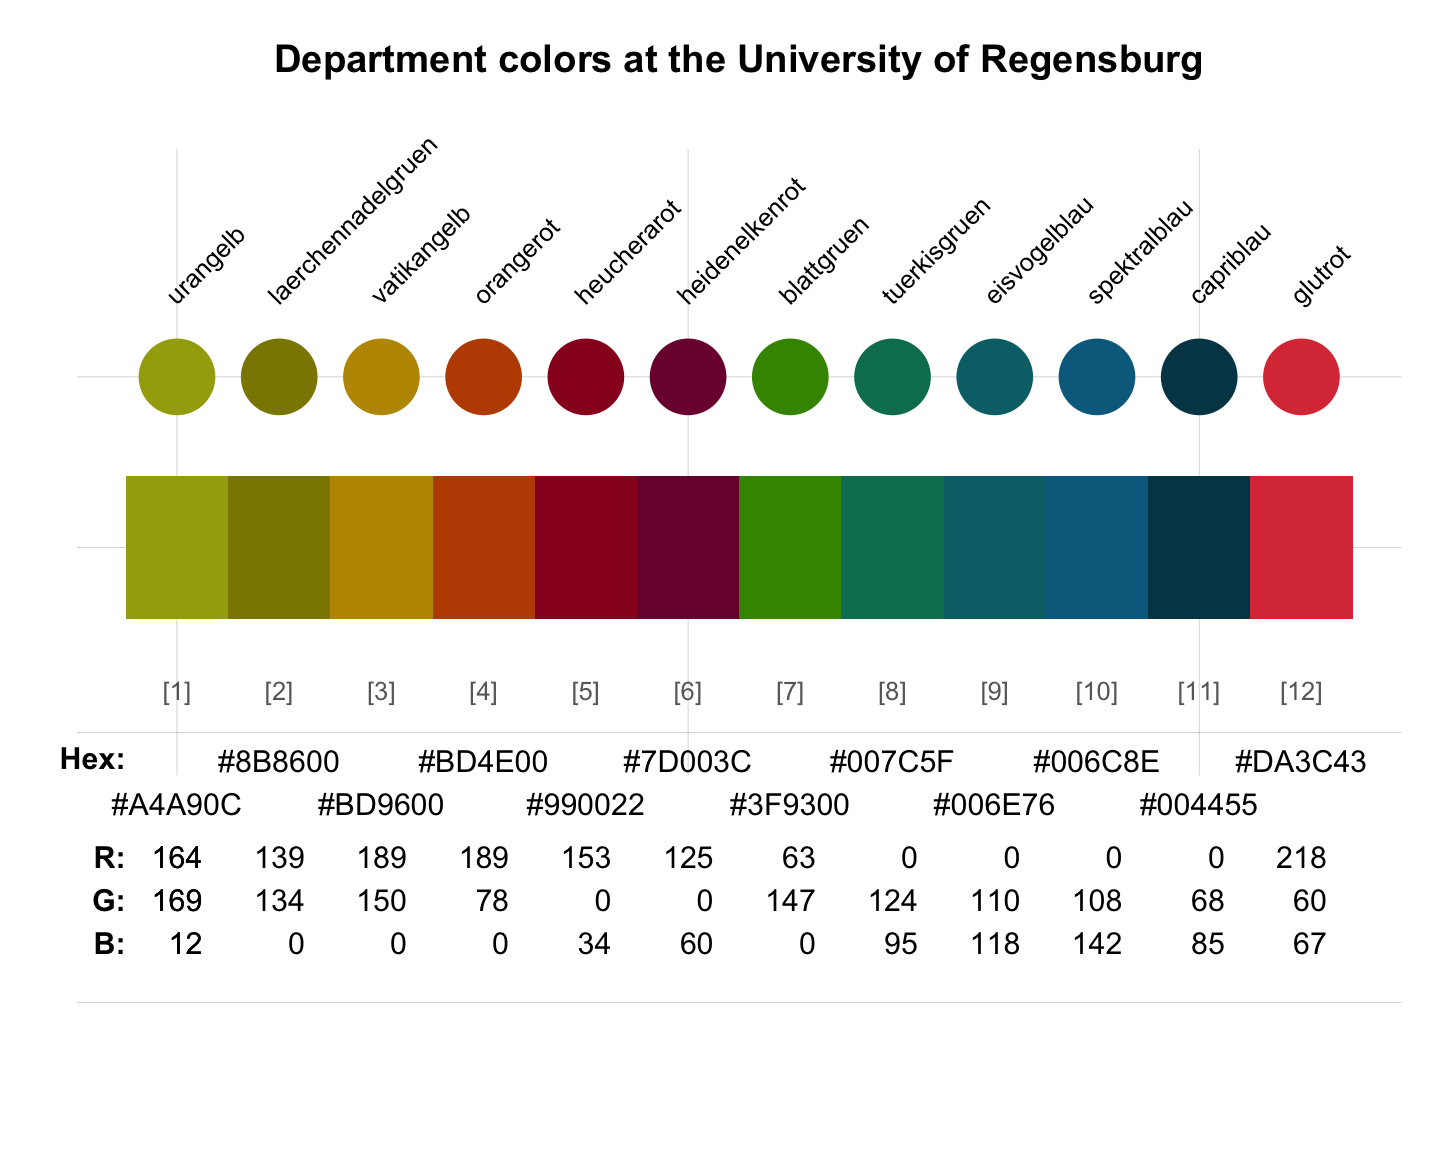 Department colors at the University of Regensburg
urangelb laerchennadelgruen vatikangelb orangerot heucherarot heidenelkenrot blattgruen tuerkisgruen eisvogelblau spektralblau capriblau glutrot
[1] [2] [3] [4] [5] [6] [7] [8] [9] [10] [11] [12]
Hex: #8B8600 #BD4E00 #7D003C #007C5F #006C8E #DA3C43
#A4A90C #BD9600 #990022 #3F9300 #006E76 #004455
R: 164 139 189 189 153 125 63 0 0 0 0 218
G: 169 134 150 78 0 0 147 124 110 108 68 60
B: 12 0 0 0 34 60 0 95 118 142 85 67